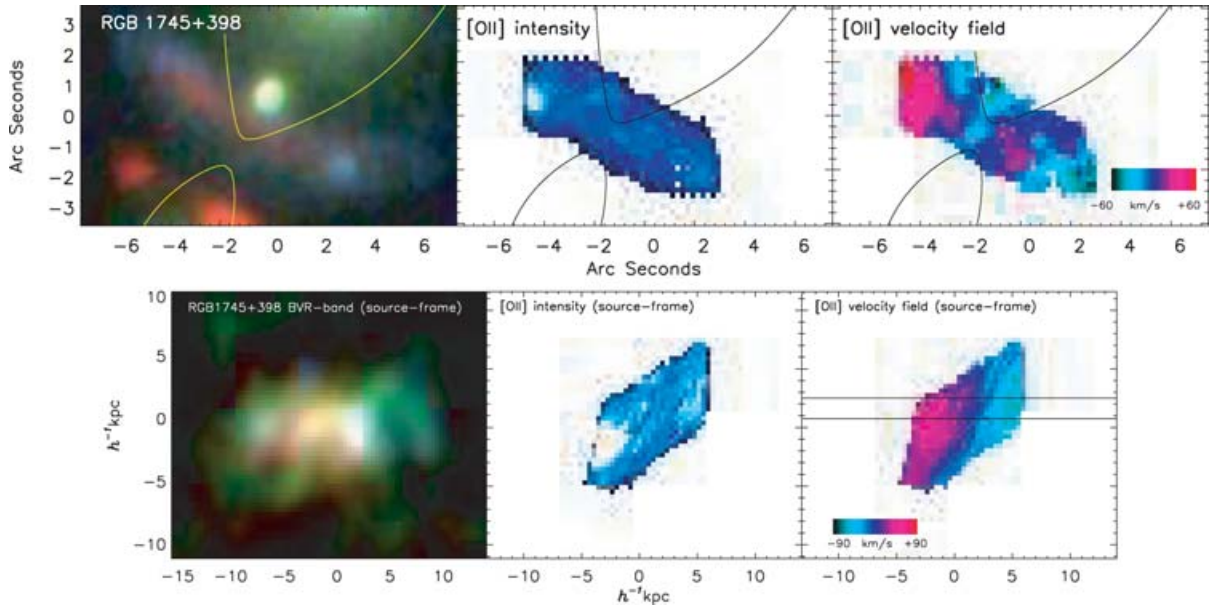 RGB 1745+398
[OII] intensity
[OII] velocity field
Arc Seconds
3
2
1
0
-1
-2
-3
-60 km/s +60
-6 -4 -2 0 2 4 6
-6 -4 -2 0 2 4 6
-6 -4 -2 0 2 4 6
Arc Seconds
RGB1745+398 BVR-band (source-frame)
[OII] intensity (source-frame)
[OII] velocity field (source-frame)
h⁻¹kpc
10
5
0
-5
-10
-90 km/s +90
-15 -10 -5 0 5 10
-10 -5 0 5 10
-10 -5 0 5 10
h⁻¹kpc